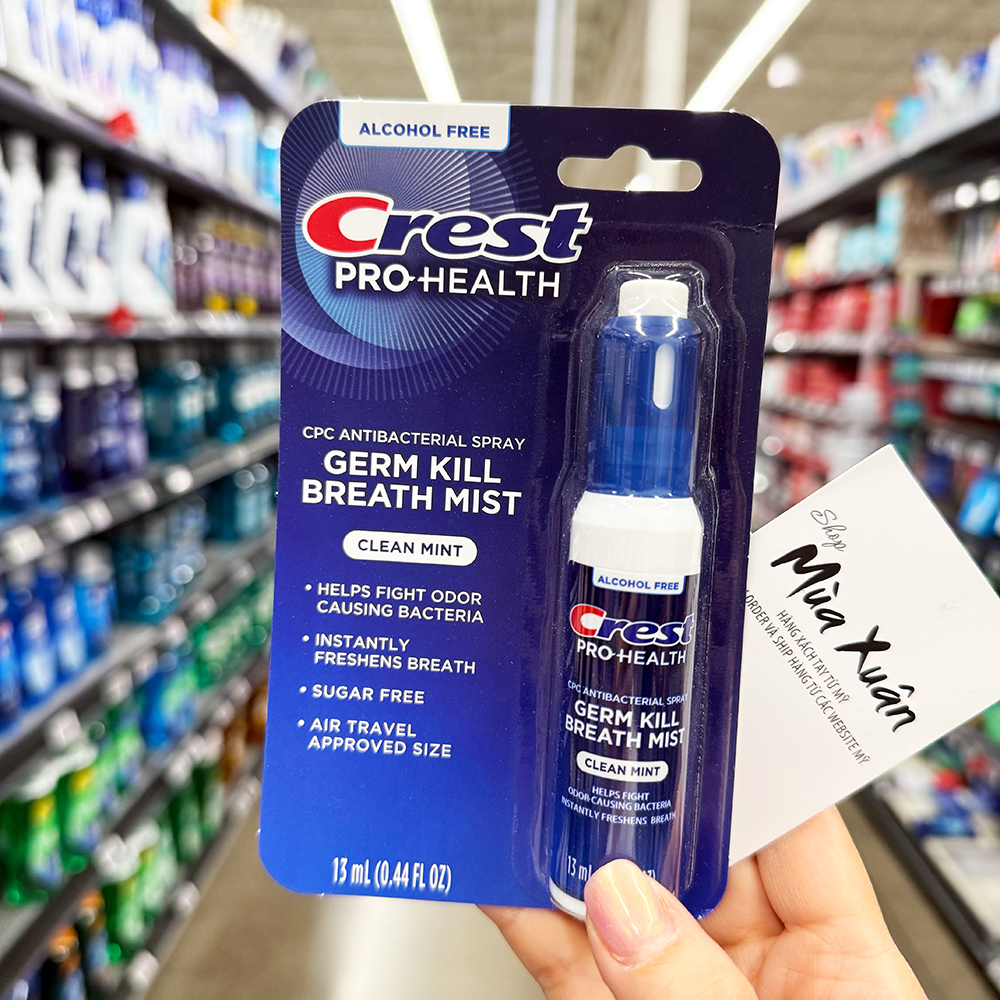 ALCOHOL FREE
Crest
PRO-HEALTH
CPC ANTIBACTERIAL SPRAY
GERM KILL
BREATH MIST
CLEAN MINT
• HELPS FIGHT ODOR
CAUSING BACTERIA
• INSTANTLY
FRESHENS BREATH
• SUGAR FREE
• AIR TRAVEL
APPROVED SIZE
13 mL (0.44 FL OZ)
ALCOHOL FREE
Crest
PRO-HEALTH
CPC ANTIBACTERIAL SPRAY
GERM KILL
BREATH MIST
CLEAN MINT
HELPS FIGHT
ODOR-CAUSING BACTERIA
INSTANTLY FRESHENS BREATH
13 mL
Shop
Mùa Xuân
HÀNG XÁCH TAY TỪ MỸ
ORDER VÀ SHIP HÀNG TỪ CÁC WEBSITE MỸ